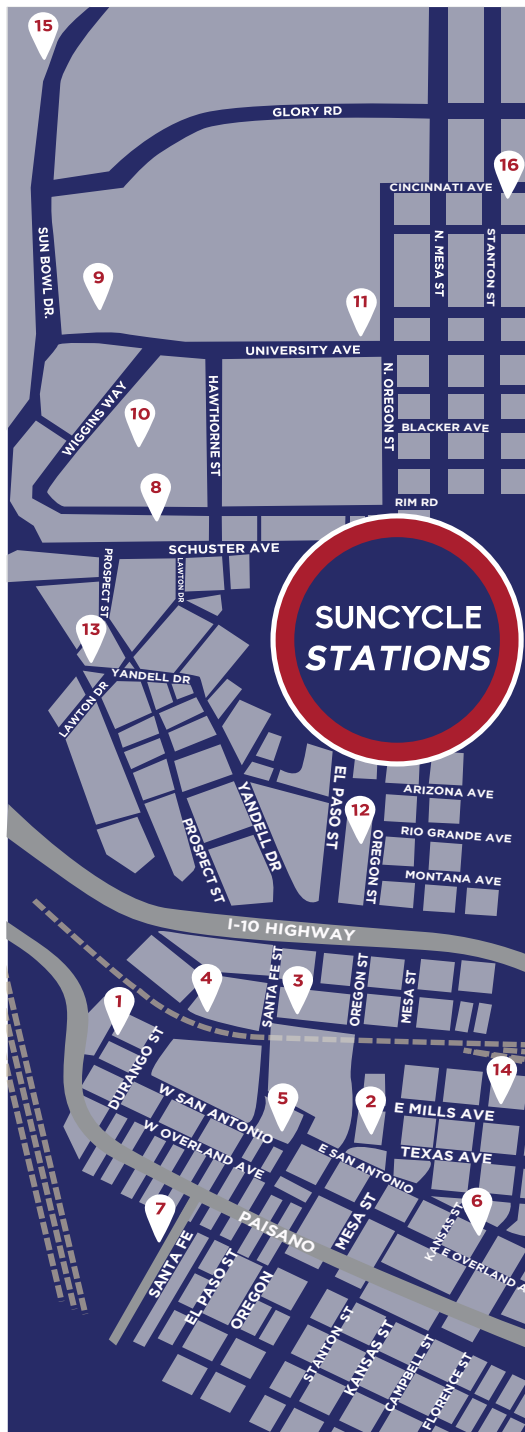 15
GLORY RD
16
CINCINNATI AVE
SUN BOWL DR.
N. MESA ST
STANTON ST
9
11
UNIVERSITY AVE
HAWTHORNE ST
N. OREGON ST
WIGGINS WAY
10
BLACKER AVE
8
RIM RD
SCHUSTER AVE
PROSPECT ST
LAWTON DR
SUNCYCLE
STATIONS
13
YANDELL DR
LAWTON DR
EL PASO ST
ARIZONA AVE
12
YANDELL DR
PROSPECT ST
OREGON ST
RIO GRANDE AVE
MONTANA AVE
I-10 HIGHWAY
SANTA FE ST
OREGON ST
MESA ST
4
3
1
DURANGO ST
14
5
2
E MILLS AVE
W SAN ANTONIO
W OVERLAND AVE
E SAN ANTONIO
TEXAS AVE
7
6
KANSAS ST
MESA ST
PAISANO
E OVERLAND A
SANTA FE
EL PASO ST
OREGON
STANTON ST
KANSAS ST
CAMPBELL ST
FLORENCE ST